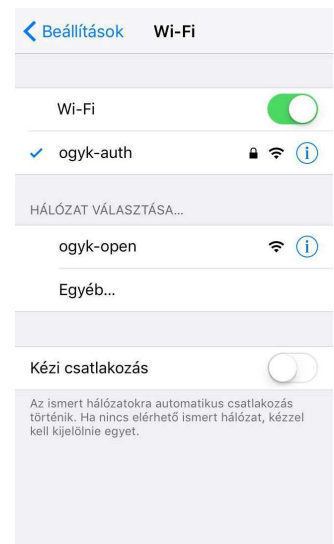 Beállítások Wi-Fi
Wi-Fi
ogyk-auth
HÁLÓZAT VÁLASZTÁSA...
ogyk-open
Egyéb...
Kézi csatlakozás
Az ismert hálózatokra automatikus csatlakozás
történik. Ha nincs elérhető ismert hálózat, kézzel
kell kijelölnie egyet.